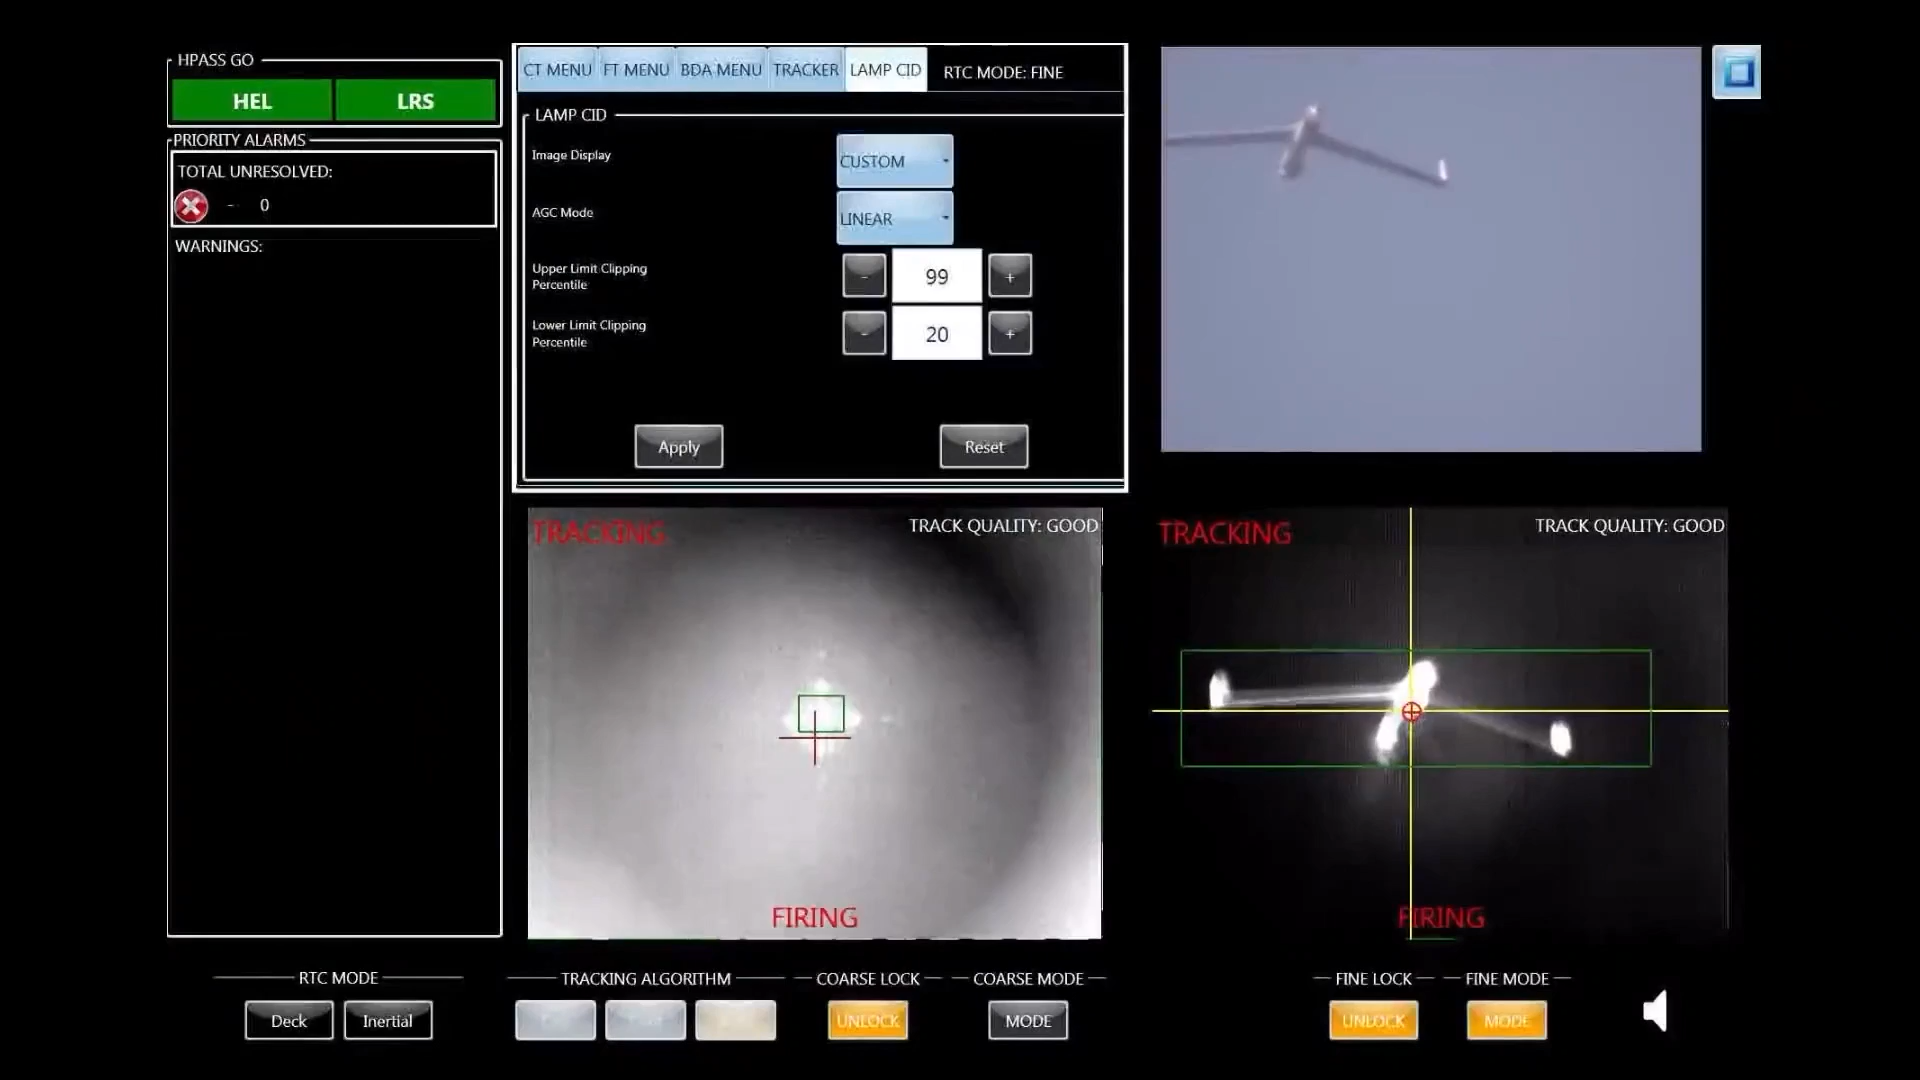 HPASS GO
HEL
LRS
PRIORITY ALARMS
TOTAL UNRESOLVED:
- 0
WARNINGS:
CT MENU
FT MENU
BDA MENU
TRACKER
LAMP CID
RTC MODE: FINE
LAMP CID
Image Display
CUSTOM
AGC Mode
LINEAR
Upper Limit Clipping
Percentile
- 99 +
Lower Limit Clipping
Percentile
- 20 +
Apply
Reset
TRACKING
TRACK QUALITY: GOOD
FIRING
TRACKING
TRACK QUALITY: GOOD
FIRING
RTC MODE
Deck
Inertial
TRACKING ALGORITHM
COARSE LOCK
UNLOCK
COARSE MODE
MODE
FINE LOCK
UNLOCK
FINE MODE
MODE